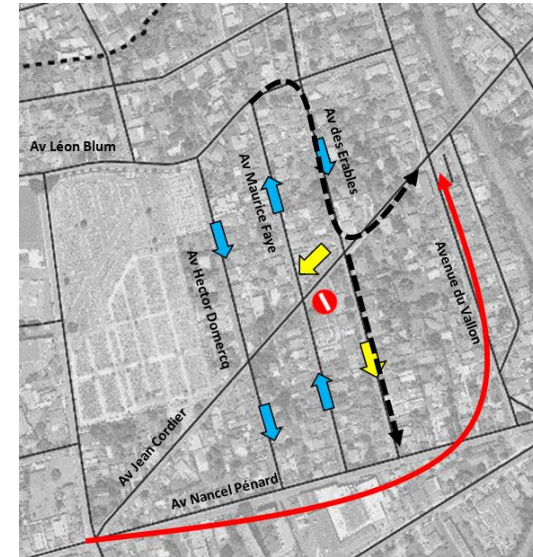 Av Léon Blum
Av des Erables
Av Maurice Faye
Av Hector Domercq
Avenue du Vallon
Av Jean Cordier
Av Nancel Pénard